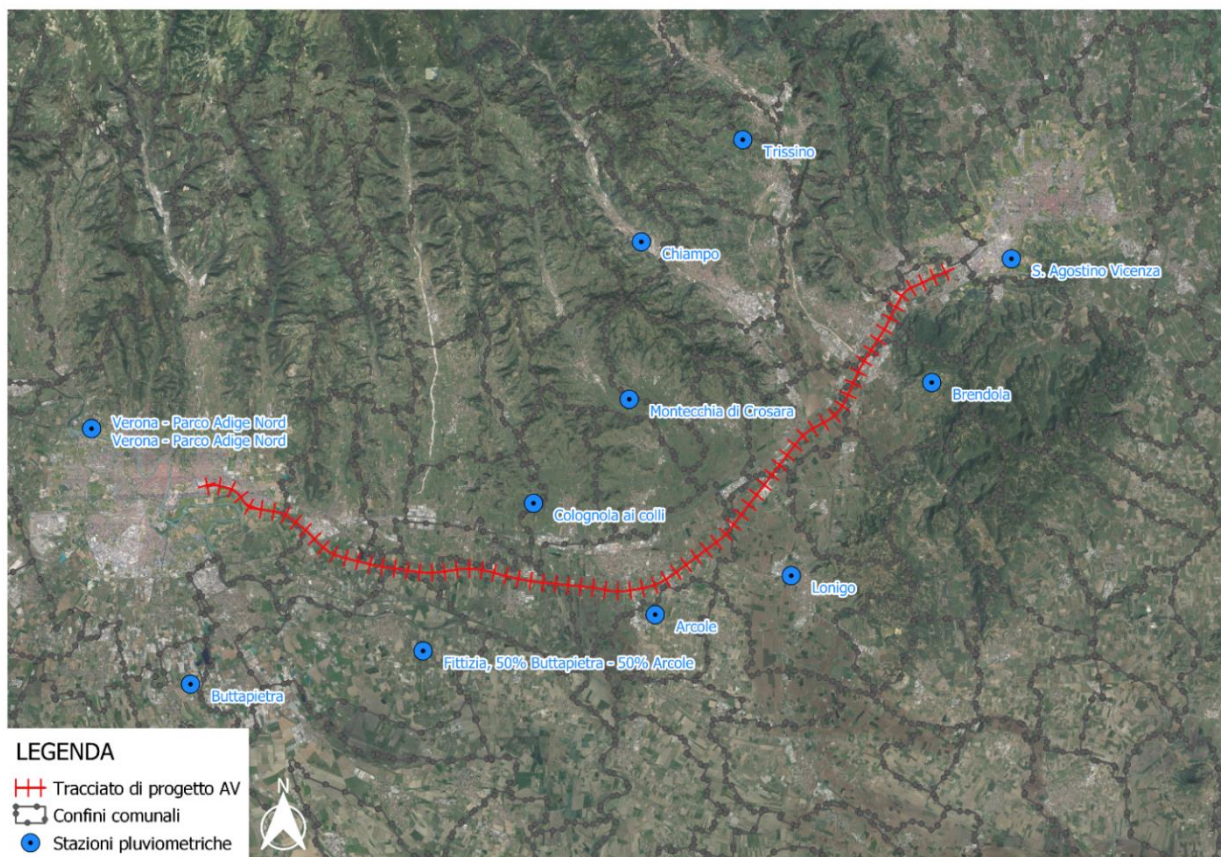 Trissino
Chiampo
S. Agostino Vicenza
Brendola
Montecchia di Crosara
Verona - Parco Adige Nord
Verona - Parco Adige Nord
Colognola ai colli
Lonigo
Arcole
Fittizia, 50% Buttapietra - 50% Arcole
Buttapietra
LEGENDA
Tracciato di progetto AV
Confini comunali
Stazioni pluviometriche
N